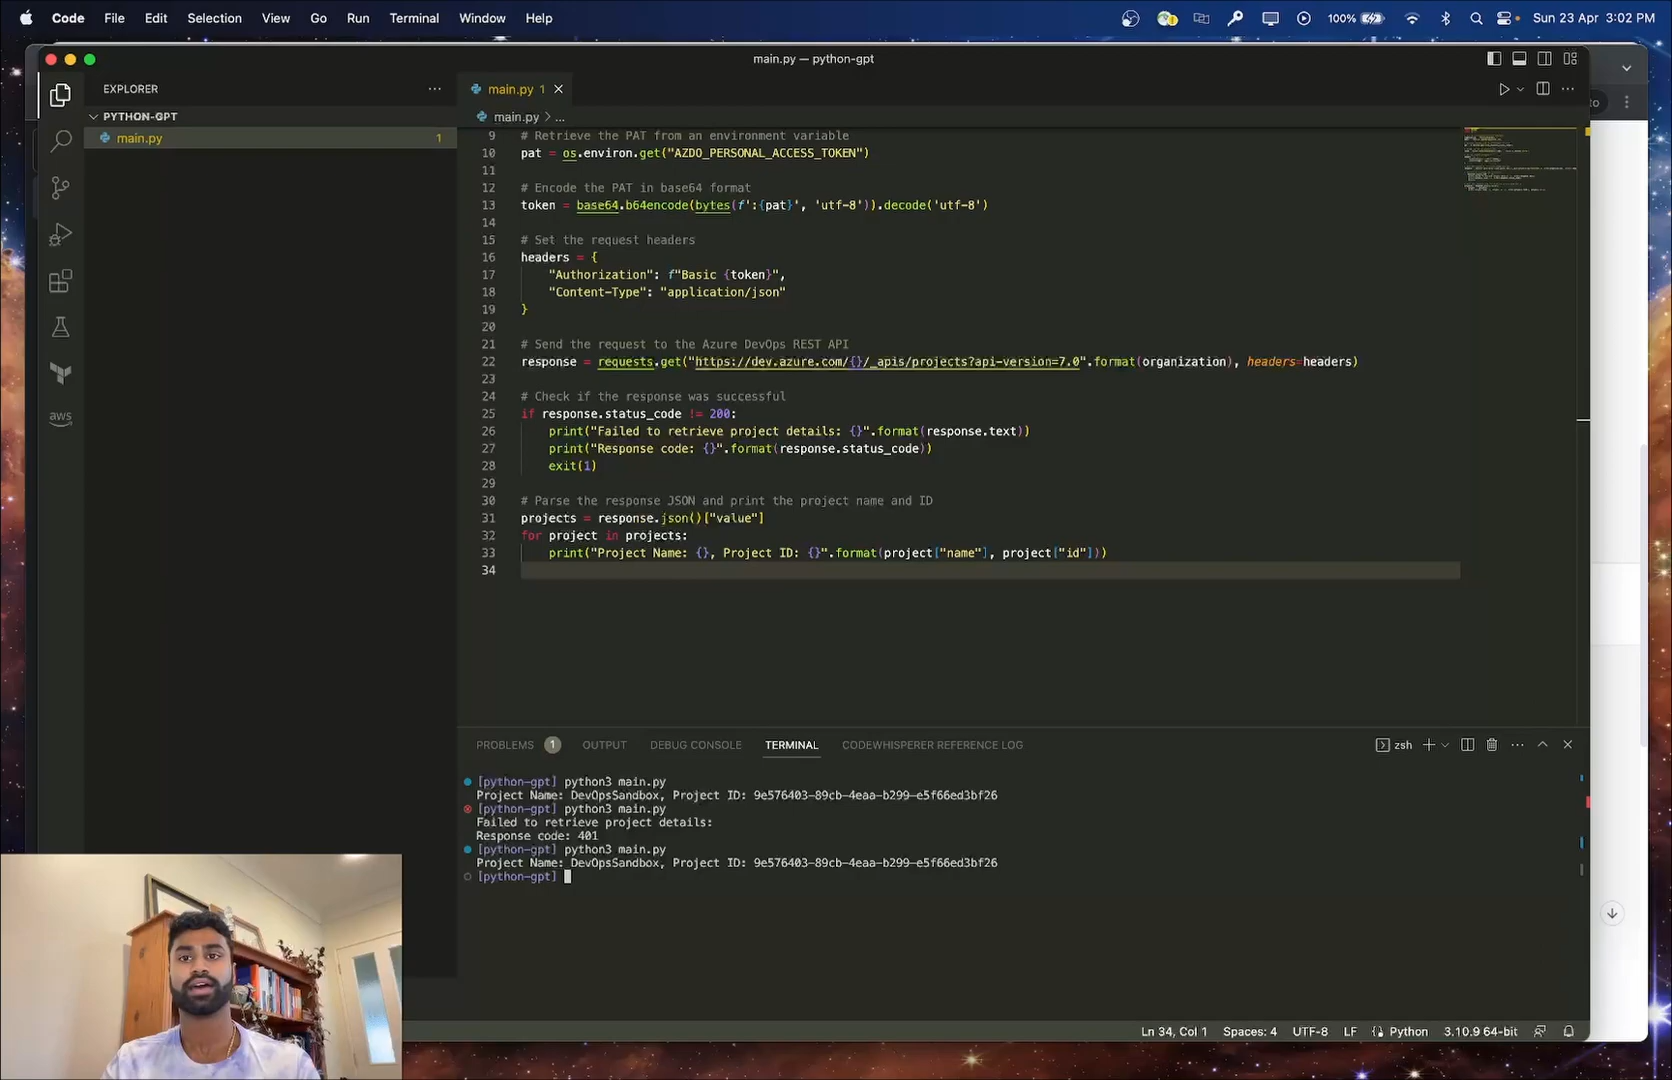 Code File Edit Selection View Go Run Terminal Window Help
100% Sun 23 Apr 3:02 PM
main.py — python-gpt
EXPLORER
PYTHON-GPT
main.py 1
main.py 1
main.py > ...
9 # Retrieve the PAT from an environment variable
10 pat = os.environ.get("AZDO_PERSONAL_ACCESS_TOKEN")
11
12 # Encode the PAT in base64 format
13 token = base64.b64encode(bytes(f':{pat}', 'utf-8')).decode('utf-8')
14
15 # Set the request headers
16 headers = {
17 "Authorization": f"Basic {token}",
18 "Content-Type": "application/json"
19 }
20
21 # Send the request to the Azure DevOps REST API
22 response = requests.get("https://dev.azure.com/{}/_apis/projects?api-version=7.0".format(organization), headers=headers)
23
24 # Check if the response was successful
25 if response.status_code != 200:
26 print("Failed to retrieve project details: {}".format(response.text))
27 print("Response code: {}".format(response.status_code))
28 exit(1)
29
30 # Parse the response JSON and print the project name and ID
31 projects = response.json()["value"]
32 for project in projects:
33 print("Project Name: {}, Project ID: {}".format(project["name"], project["id"]))
34
aws
PROBLEMS 1 OUTPUT DEBUG CONSOLE TERMINAL CODEWHISPERER REFERENCE LOG
zsh
[python-gpt] python3 main.py
Project Name: DevOpsSandbox, Project ID: 9e576403-89cb-4eaa-b299-e5f66ed3bf26
[python-gpt] python3 main.py
Failed to retrieve project details:
Response code: 401
[python-gpt] python3 main.py
Project Name: DevOpsSandbox, Project ID: 9e576403-89cb-4eaa-b299-e5f66ed3bf26
[python-gpt]
Ln 34, Col 1 Spaces: 4 UTF-8 LF Python 3.10.9 64-bit